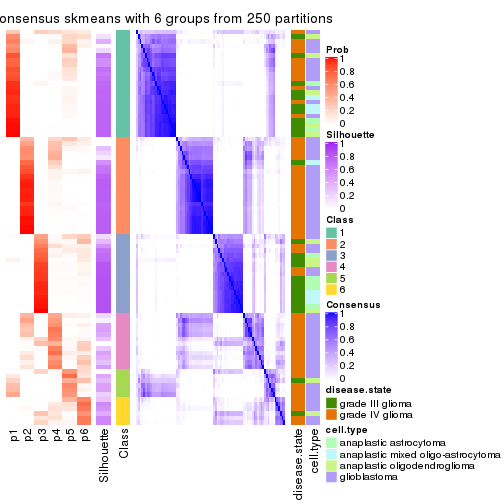 onsensus skmeans with 6 groups from 250 partitions
Prob
1
0.8
0.6
0.4
0.2
0
Silhouette
1
0.8
0.6
0.4
0.2
0
Class
1
2
3
4
5
6
Consensus
1
0.8
0.6
0.4
0.2
0
disease.state
grade III glioma
grade IV glioma
cell.type
anaplastic astrocytoma
anaplastic mixed oligo-astrocytoma
anaplastic oligodendroglioma
glioblastoma
p1
p2
p3
p4
p5
p6
Silhouette
Class
disease.state
cell.type